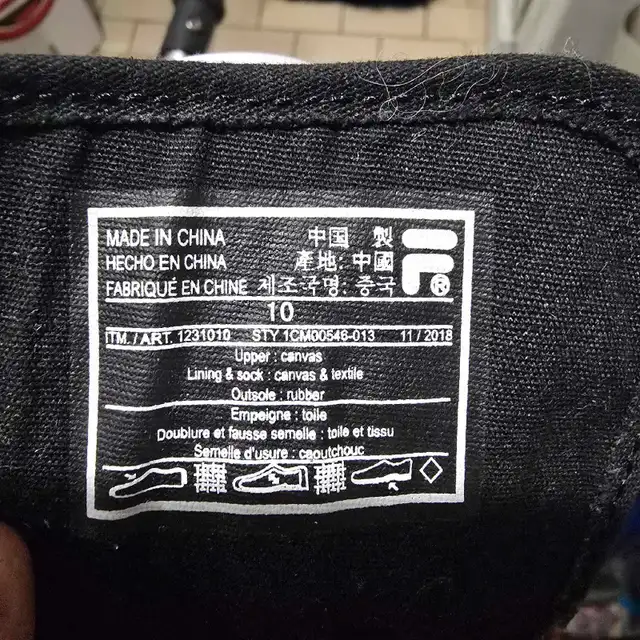 MADE IN CHINA 中国 製
HECHO EN CHINA 產地: 中國
FABRIQUÉ EN CHINE 제조국명: 중국
®
10
ITM. / ART. 1231010 STY 1CM00546-013 11 / 2018
Upper : canvas
Lining & sock : canvas & textile
Outsole : rubber
Empeigne : toile
Doublure et fausse semelle : toile et tissu
Semelle d'usure : caoutchouc